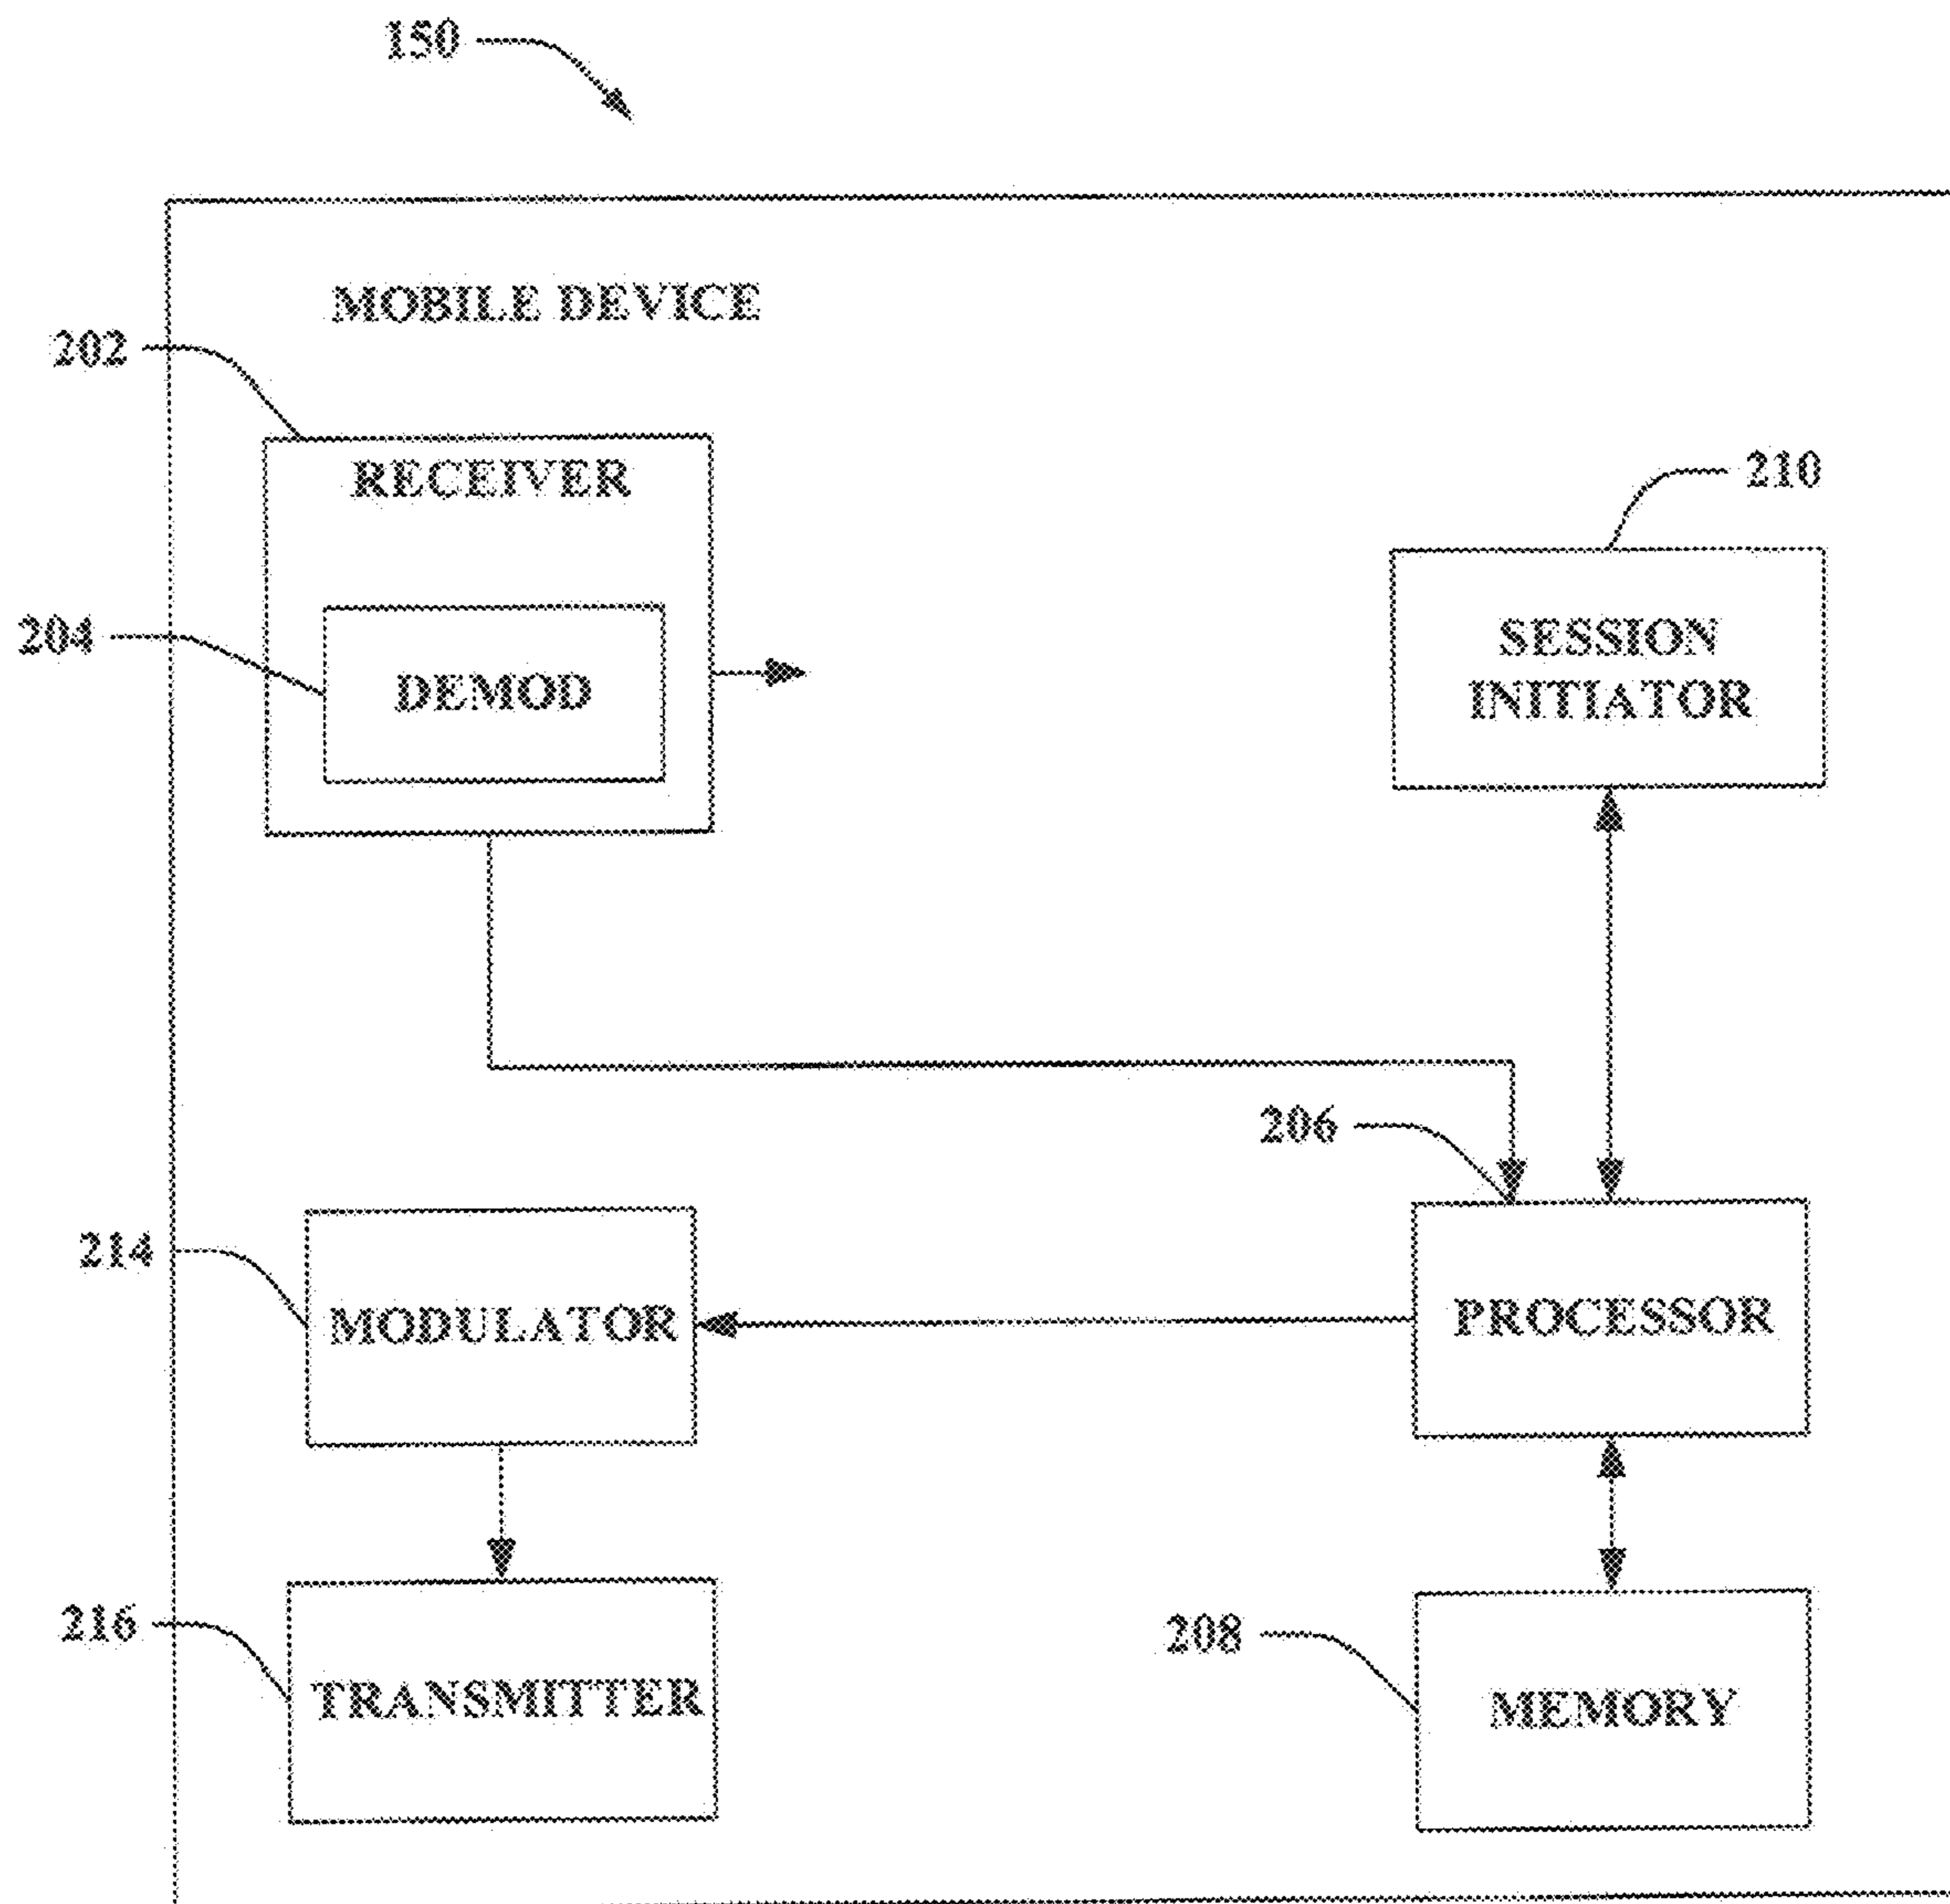 150
MOBILE DEVICE
202
RECEIVER
210
204
DEMOD
SESSION
INITIATOR
206
214
MODULATOR
PROCESSOR
216
TRANSMITTER
208
MEMORY